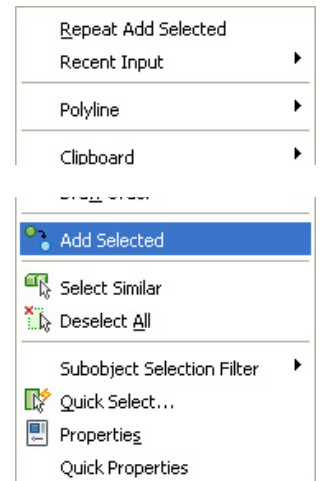 Repeat Add Selected
Recent Input
Polyline
Clipboard
Add Selected
Select Similar
Deselect All
Subobject Selection Filter
Quick Select...
Properties
Quick Properties